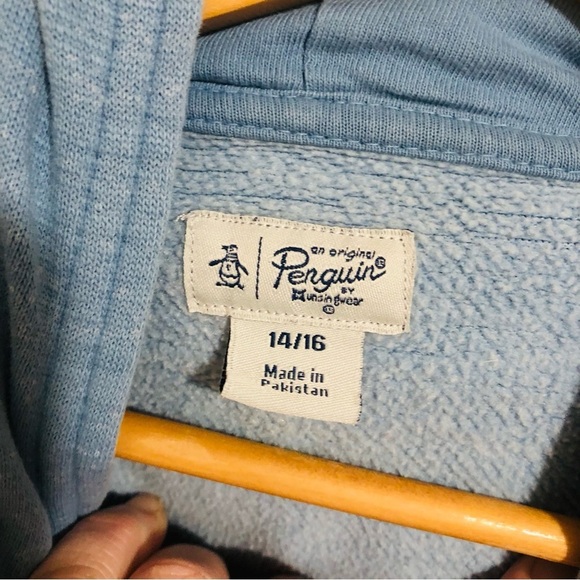 an original
Penguin®
BY
Munsingwear
®
14/16
Made in
Pakistan